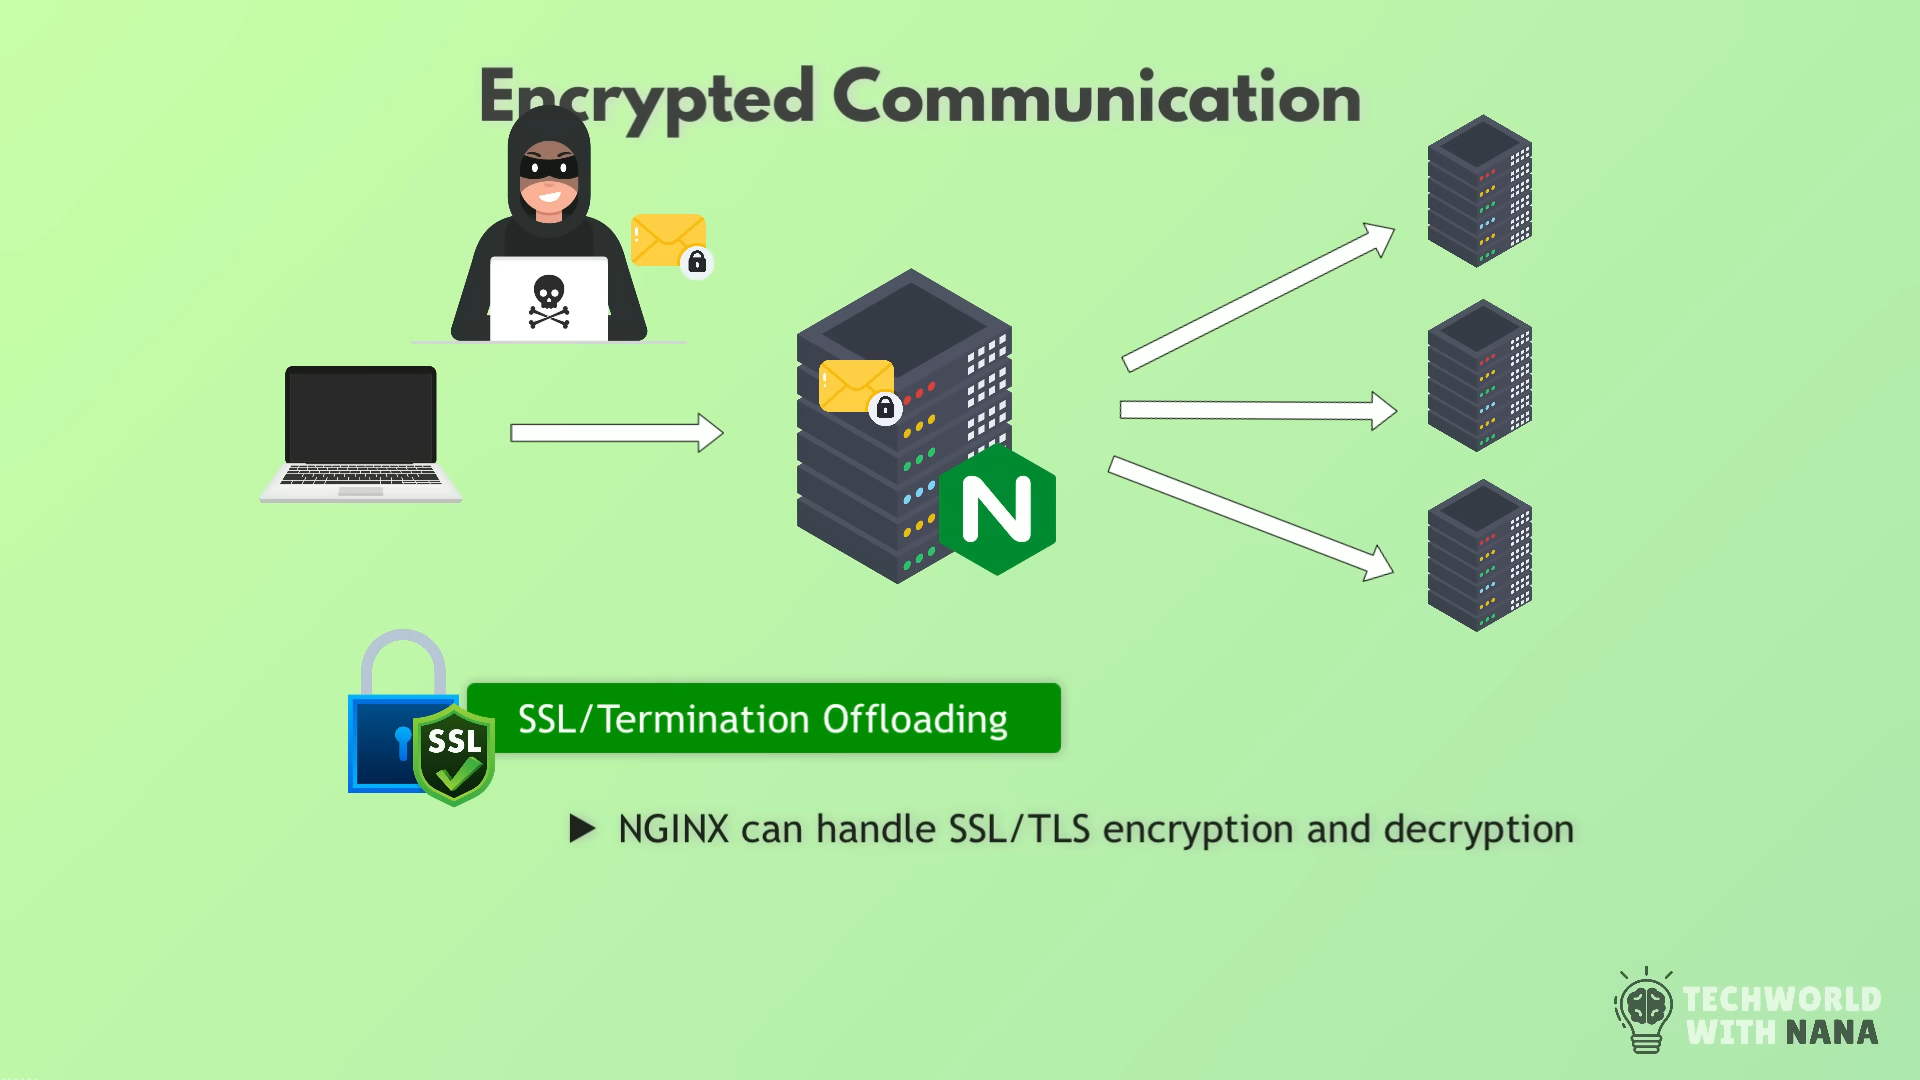 Encrypted Communication
N
SSL
SSL/Termination Offloading
► NGINX can handle SSL/TLS encryption and decryption
TECHWORLD
WITH NANA